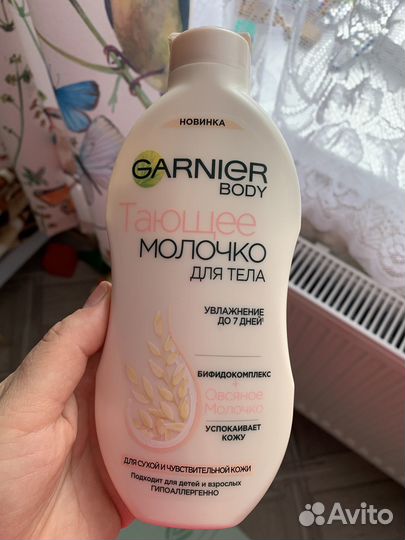 НОВИНКА
GARNIER
BODY
Тающее
МОЛОЧКО
ДЛЯ ТЕЛА
УВЛАЖНЕНИЕ
ДО 7 ДНЕЙ¹
БИФИДОКОМПЛЕКС
+
Овсяное
Молочко
УСПОКАИВАЕТ
КОЖУ
ДЛЯ СУХОЙ И ЧУВСТВИТЕЛЬНОЙ КОЖИ
Подходит для детей и взрослых
ГИПОАЛЛЕРГЕННО
Avito